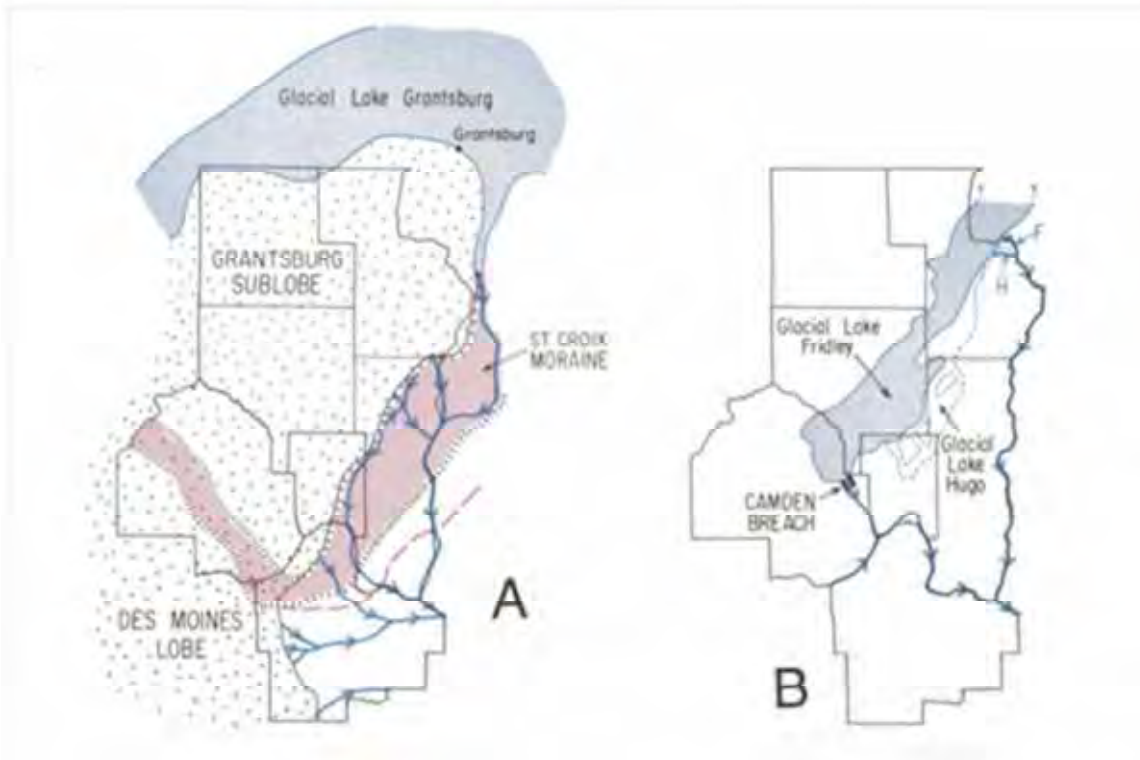 Glacial Lake Grantsburg
Grantsburg
GRANTSBURG
SUBLOBE
ST CROIX
MORAINE
DES MOINES
LOBE
A
F
H
Glacial Lake
Fridley
Glacial
Lake
Hugo
CAMDEN
BREACH
B